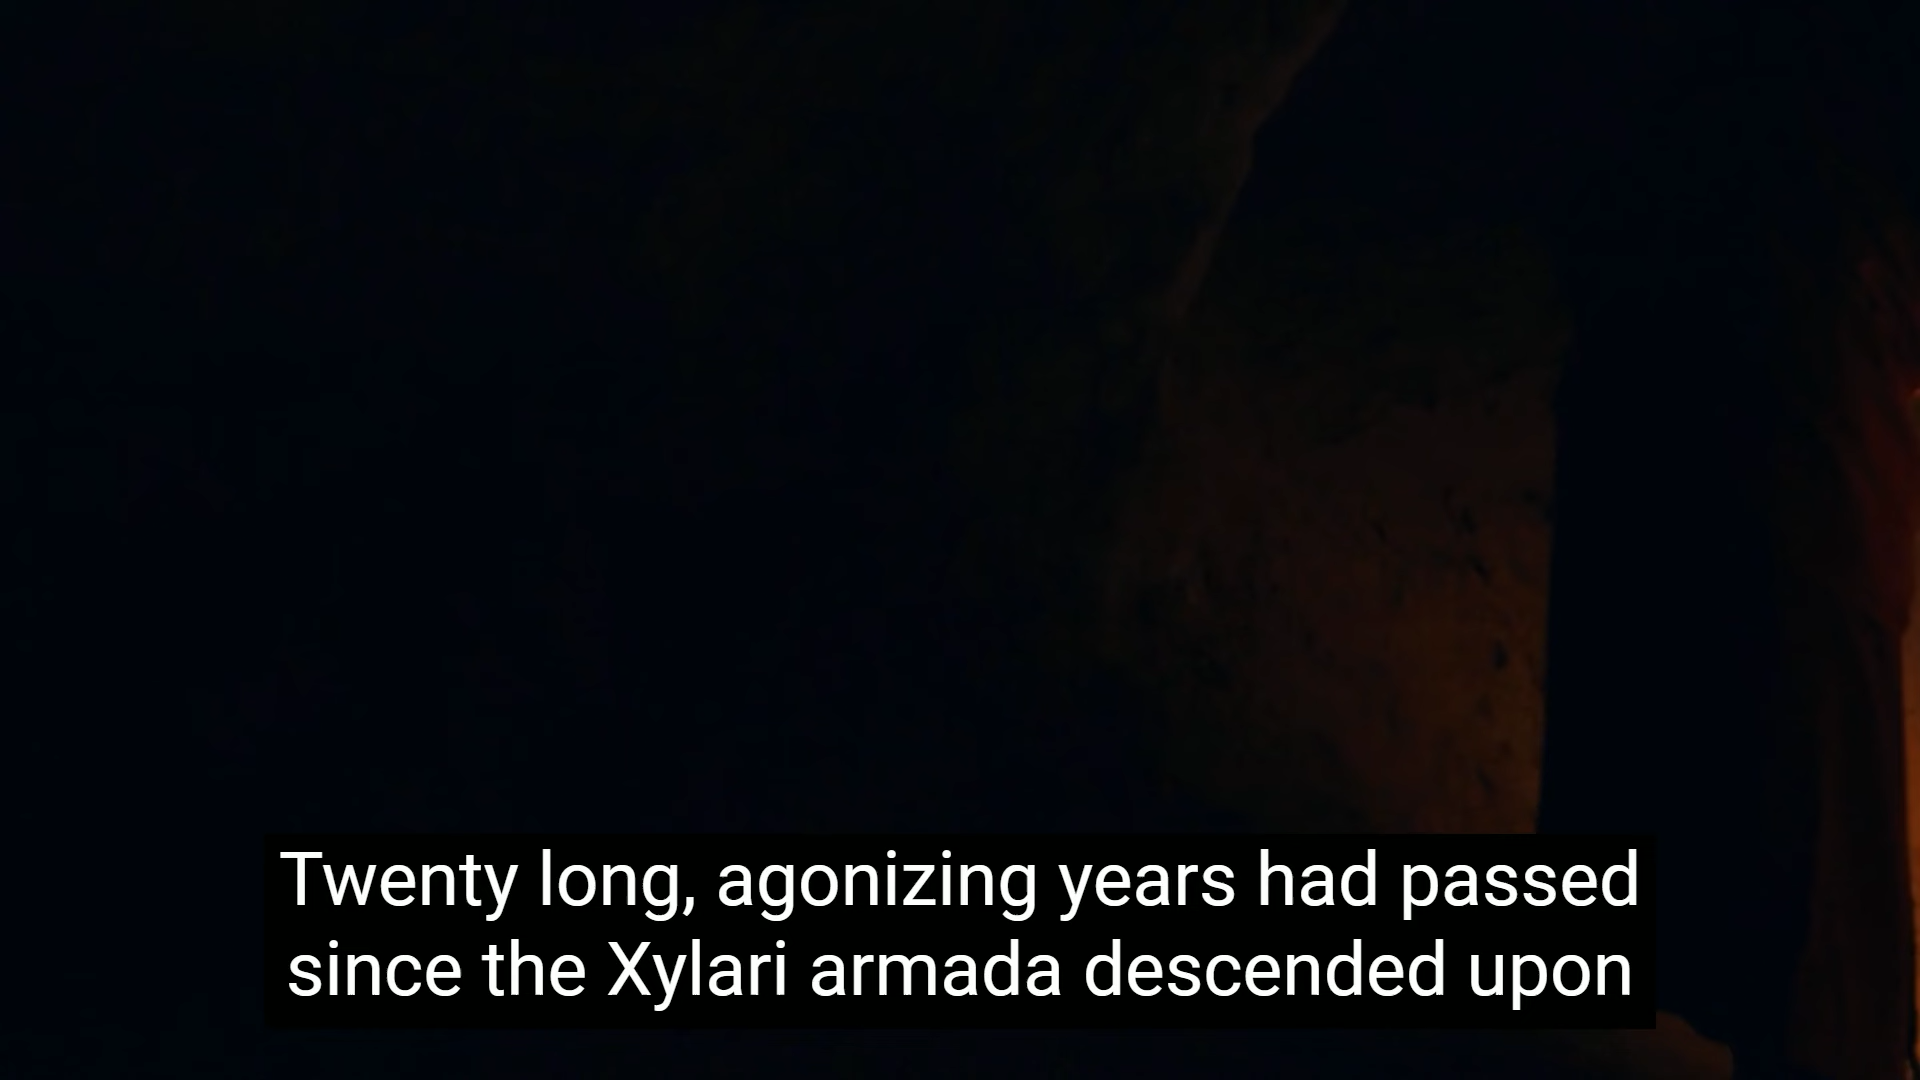 Twenty long, agonizing years had passed
since the Xylari armada descended upon